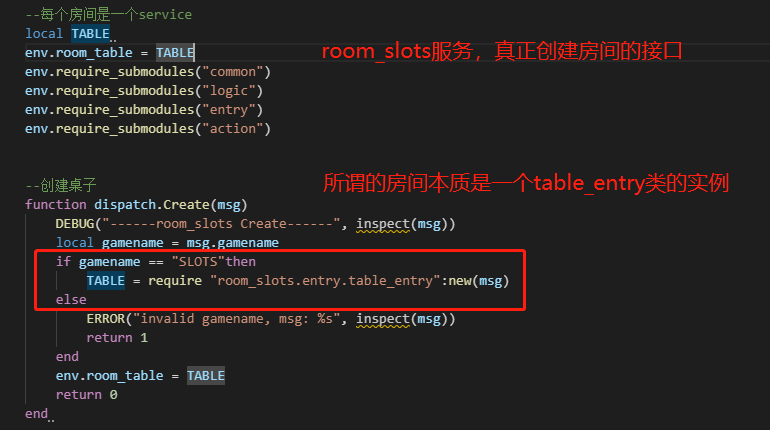 --每个房间是一个service
local TABLE
env.room_table = TABLE
room_slots服务，真正创建房间的接口
env.require_submodules("common")
env.require_submodules("logic")
env.require_submodules("entry")
env.require_submodules("action")
--创建桌子
所谓的房间本质是一个table_entry类的实例
function dispatch.Create(msg)
DEBUG("------room_slots Create------", inspect(msg))
local gamename = msg.gamename
if gamename == "SLOTS"then
TABLE = require "room_slots.entry.table_entry":new(msg)
else
ERROR("invalid gamename, msg: %s", inspect(msg))
return 1
end
env.room_table = TABLE
return 0
end